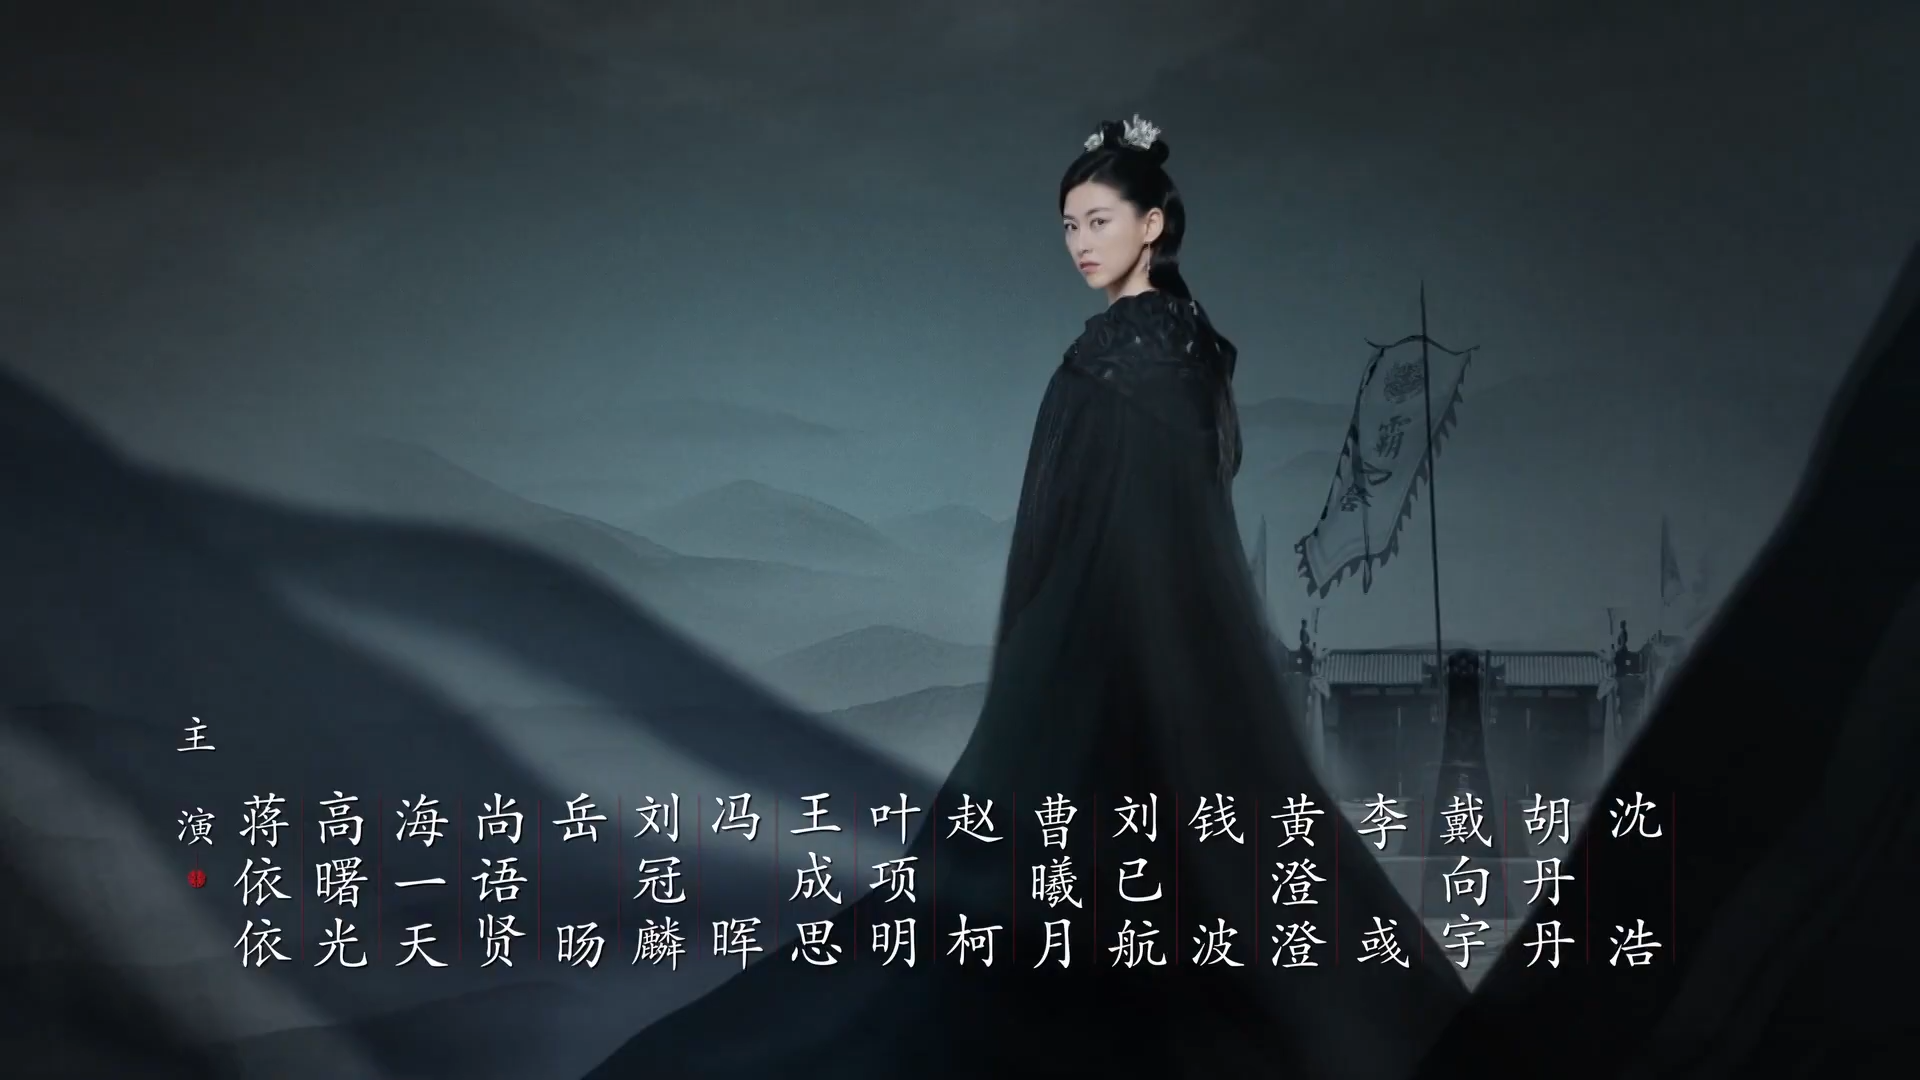 主演
蒋依依
高曙光
海一天
尚语贤
岳旸
刘冠麟
冯晖
王成思
叶项明
赵柯
曹曦月
刘已航
钱波
黄澄澄
李彧
戴向宇
胡丹丹
沈浩
霸